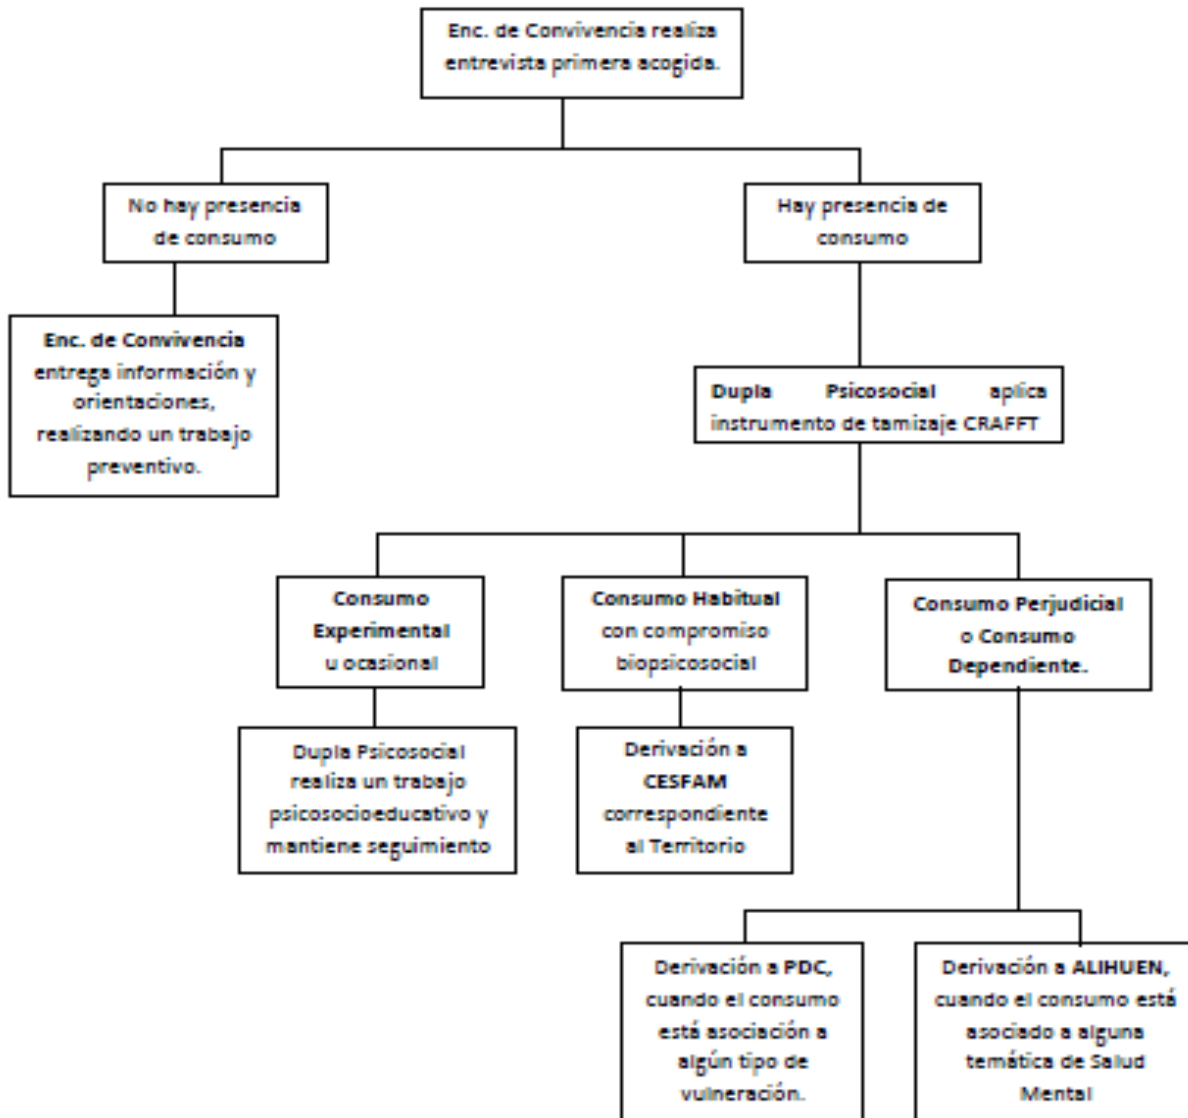 Enc. de Convivencia realiza
entrevista primera acogida.
No hay presencia
de consumo
Hay presencia de
consumo
Enc. de Convivencia
entrega información y
orientaciones,
realizando un trabajo
preventivo.
Dupla Psicosocial aplica
instrumento de tamizaje CRAFFT
Consumo
Experimental
u ocasional
Consumo Habitual
con compromiso
biopsicosocial
Consumo Perjudicial
o Consumo
Dependiente.
Dupla Psicosocial
realiza un trabajo
psicosocioeducativo y
mantiene seguimiento
Derivación a
CESFAM
correspondiente
al Territorio
Derivación a PDC,
cuando el consumo
está asociación a
algún tipo de
vulneración.
Derivación a ALIHUEN,
cuando el consumo está
asociado a alguna
temática de Salud
Mental